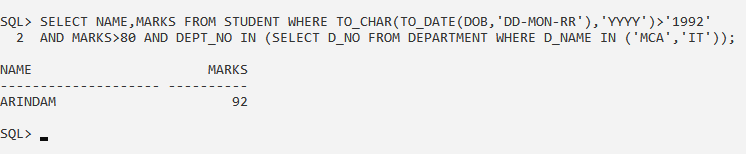 SQL> SELECT NAME,MARKS FROM STUDENT WHERE TO_CHAR(TO_DATE(DOB,'DD-MON-RR'),'YYYY')>'1992'
  2  AND MARKS>80 AND DEPT_NO IN (SELECT D_NO FROM DEPARTMENT WHERE D_NAME IN ('MCA','IT'));
NAME                      MARKS
-------------------- ----------
ARINDAM                      92
SQL>